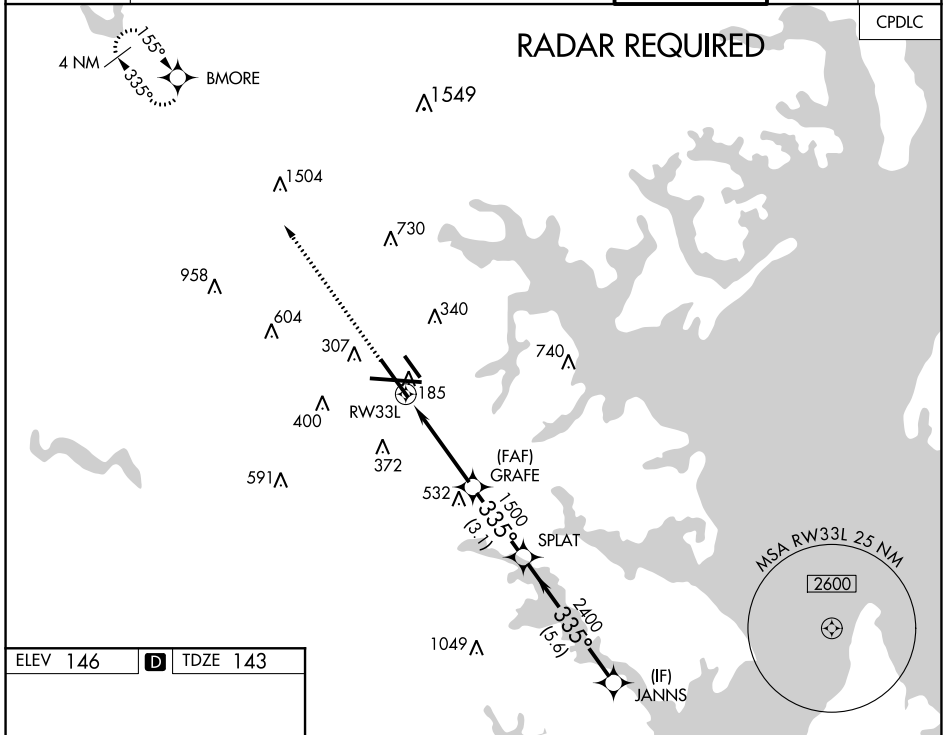 CPDLC
RADAR REQUIRED
155°
4 NM
335°
BMORE
1549
1504
730
958
340
604
307
740
185
RW33L
400
372
(FAF)
GRAFE
591
532
1500
335°
(3.1)
SPLAT
MSA RW33L 25 NM
2600
2400
335°
(5.6)
1049
ELEV 146
D
TDZE 143
(IF)
JANNS